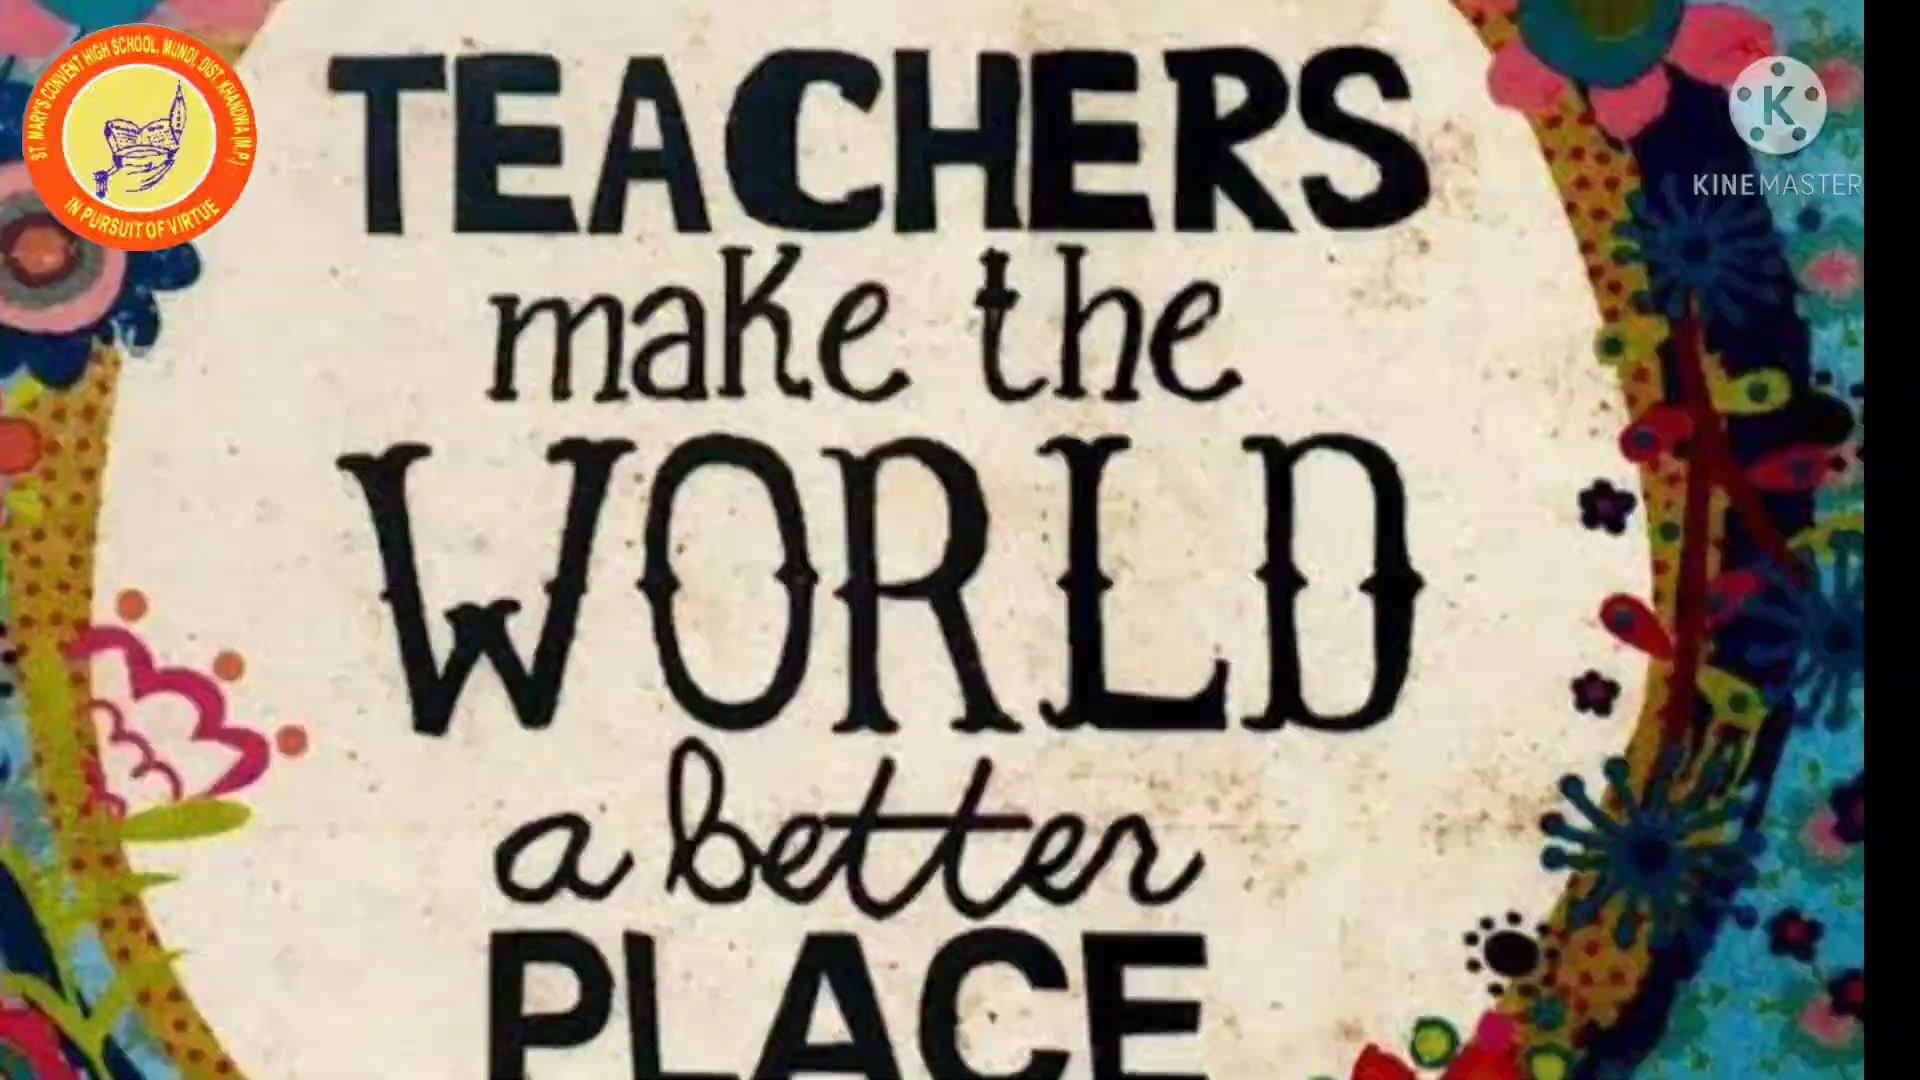 ST. MARY'S CONVENT HIGH SCHOOL, MUNDI, DIST. KHANDWA (M.P.)
IN PURSUIT OF VIRTUE
KINEMASTER
TEACHERS
make the
WORLD
a better
PLACE